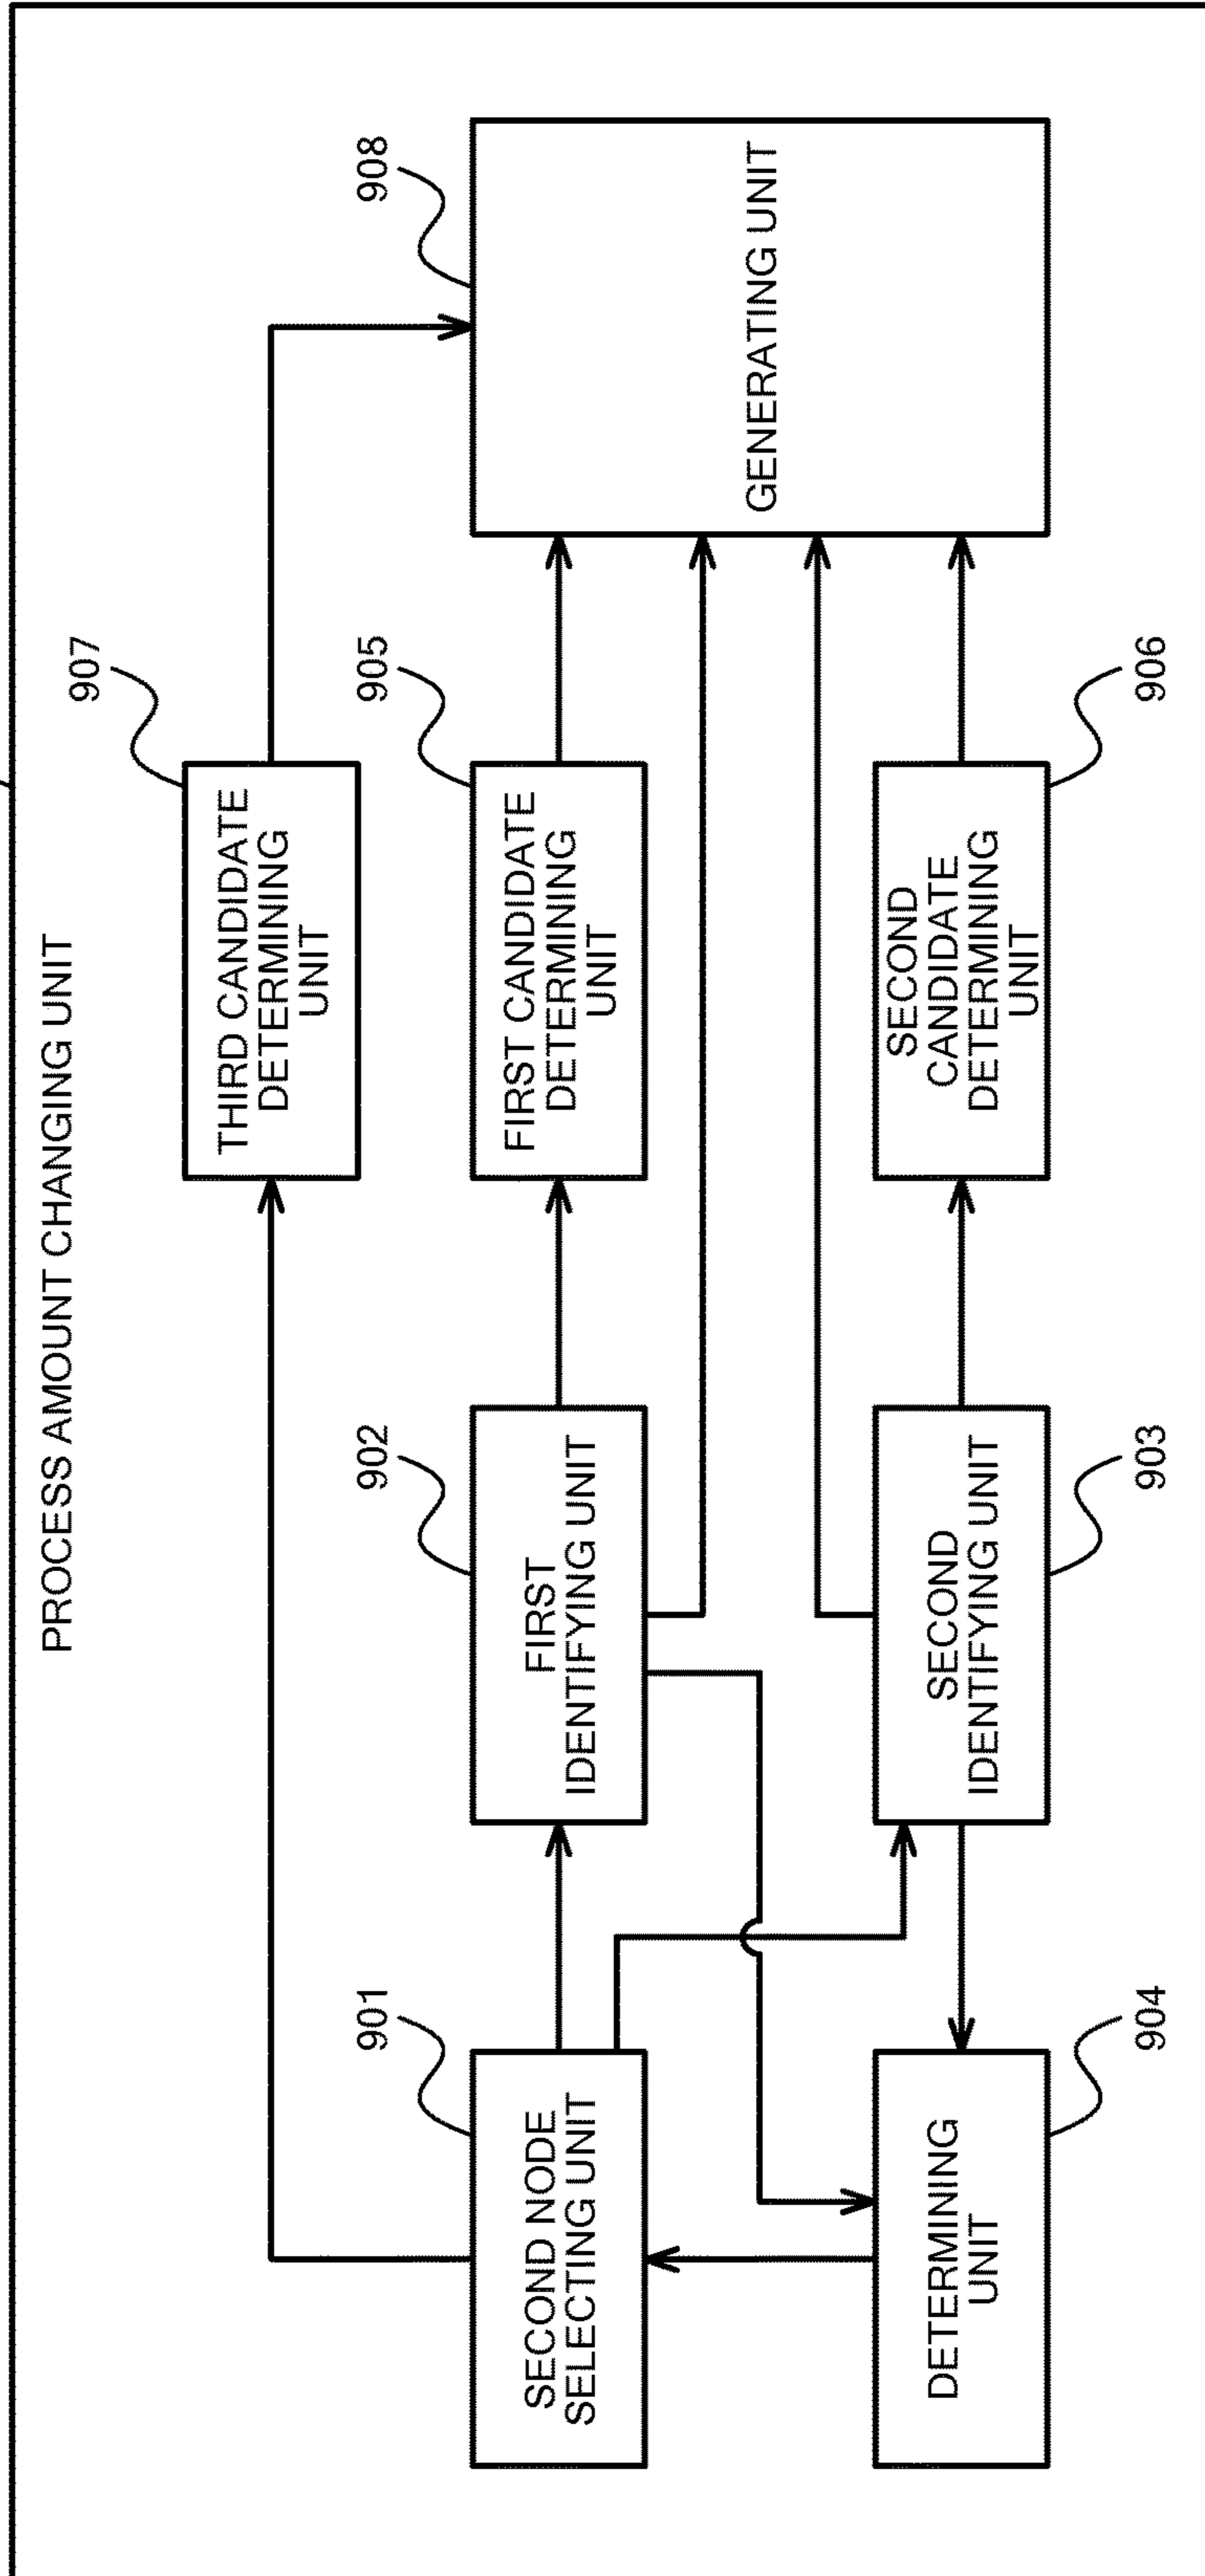 PROCESS AMOUNT CHANGING UNIT
907
THIRD CANDIDATE
DETERMINING
UNIT
901
SECOND NODE
SELECTING UNIT
902
FIRST
IDENTIFYING UNIT
905
FIRST CANDIDATE
DETERMINING
UNIT
908
GENERATING UNIT
DETERMINING
UNIT
904
SECOND
IDENTIFYING UNIT
903
SECOND
CANDIDATE
DETERMINING
UNIT
906